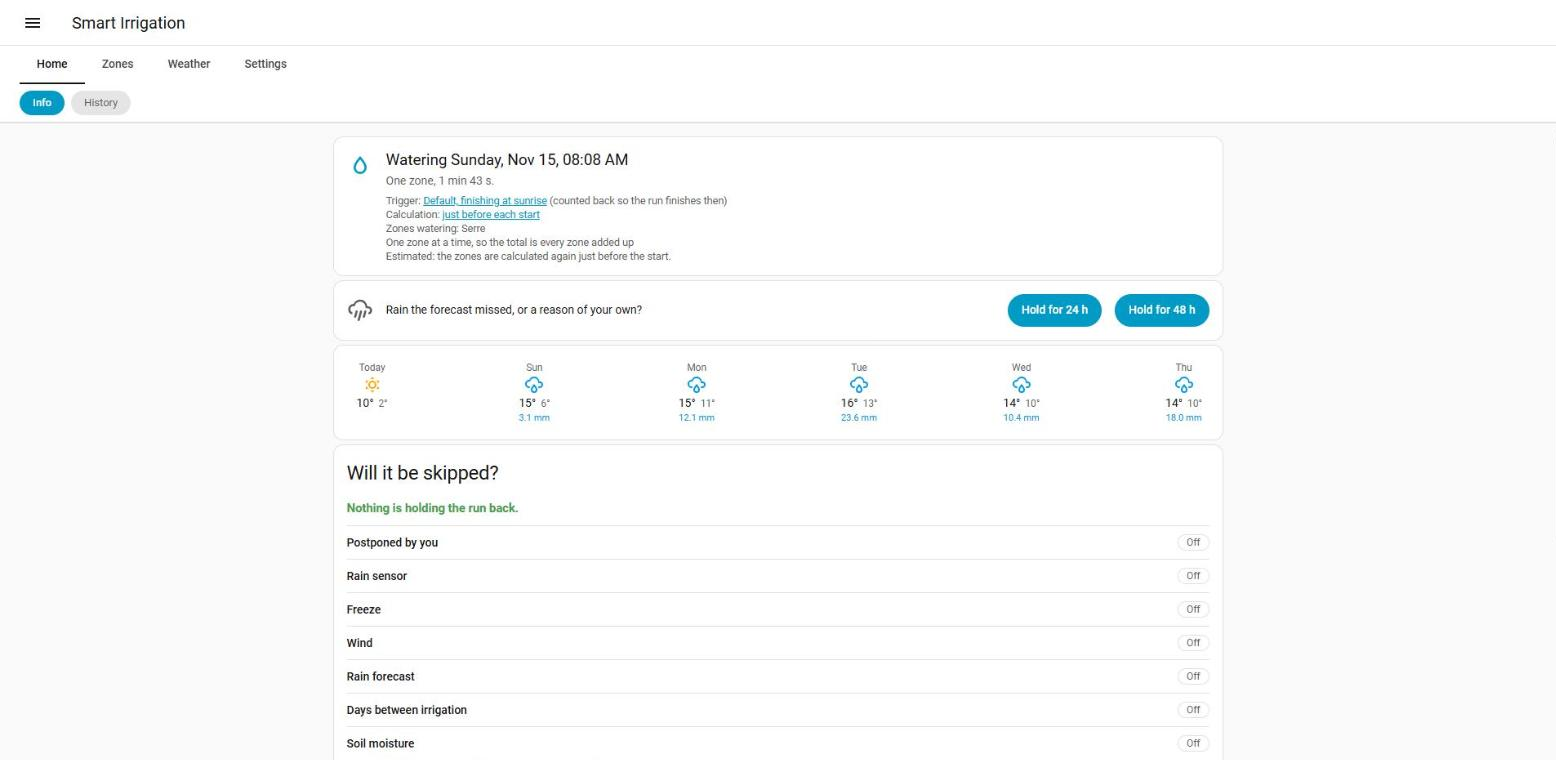 Smart Irrigation
Home Zones Weather Settings
Info History
Watering Sunday, Nov 15, 08:08 AM
One zone, 1 min 43 s.
Trigger: Default, finishing at sunrise (counted back so the run finishes then)
Calculation: just before each start
Zones watering: Serre
One zone at a time, so the total is every zone added up
Estimated: the zones are calculated again just before the start.
Rain the forecast missed, or a reason of your own? Hold for 24 h Hold for 48 h
Today Sun Mon Tue Wed Thu
10° 2° 15° 6° 15° 11° 16° 13° 14° 10° 14° 10°
3.1 mm 12.1 mm 23.6 mm 10.4 mm 18.0 mm
Will it be skipped?
Nothing is holding the run back.
Postponed by you Off
Rain sensor Off
Freeze Off
Wind Off
Rain forecast Off
Days between irrigation Off
Soil moisture Off